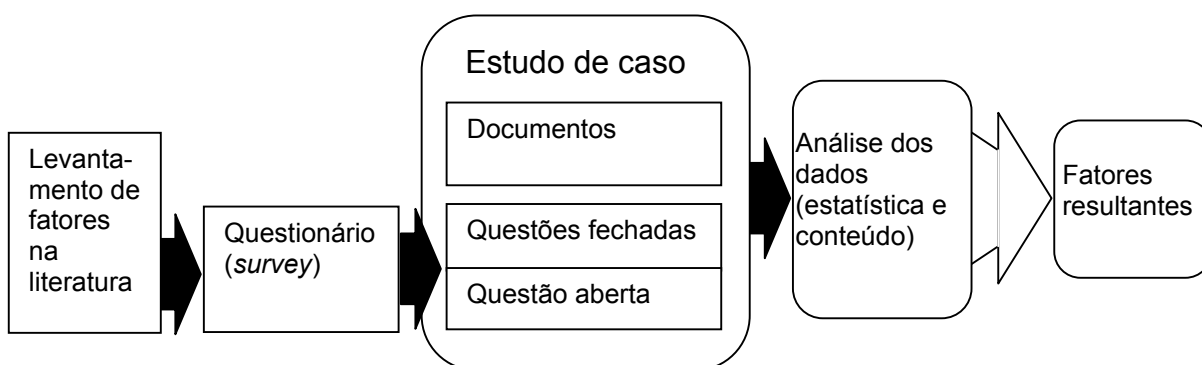 Levanta-
mento de
fatores
na
literatura
Questionário
(survey)
Estudo de caso
Documentos
Questões fechadas
Questão aberta
Análise dos
dados
(estatística e
conteúdo)
Fatores
resultantes